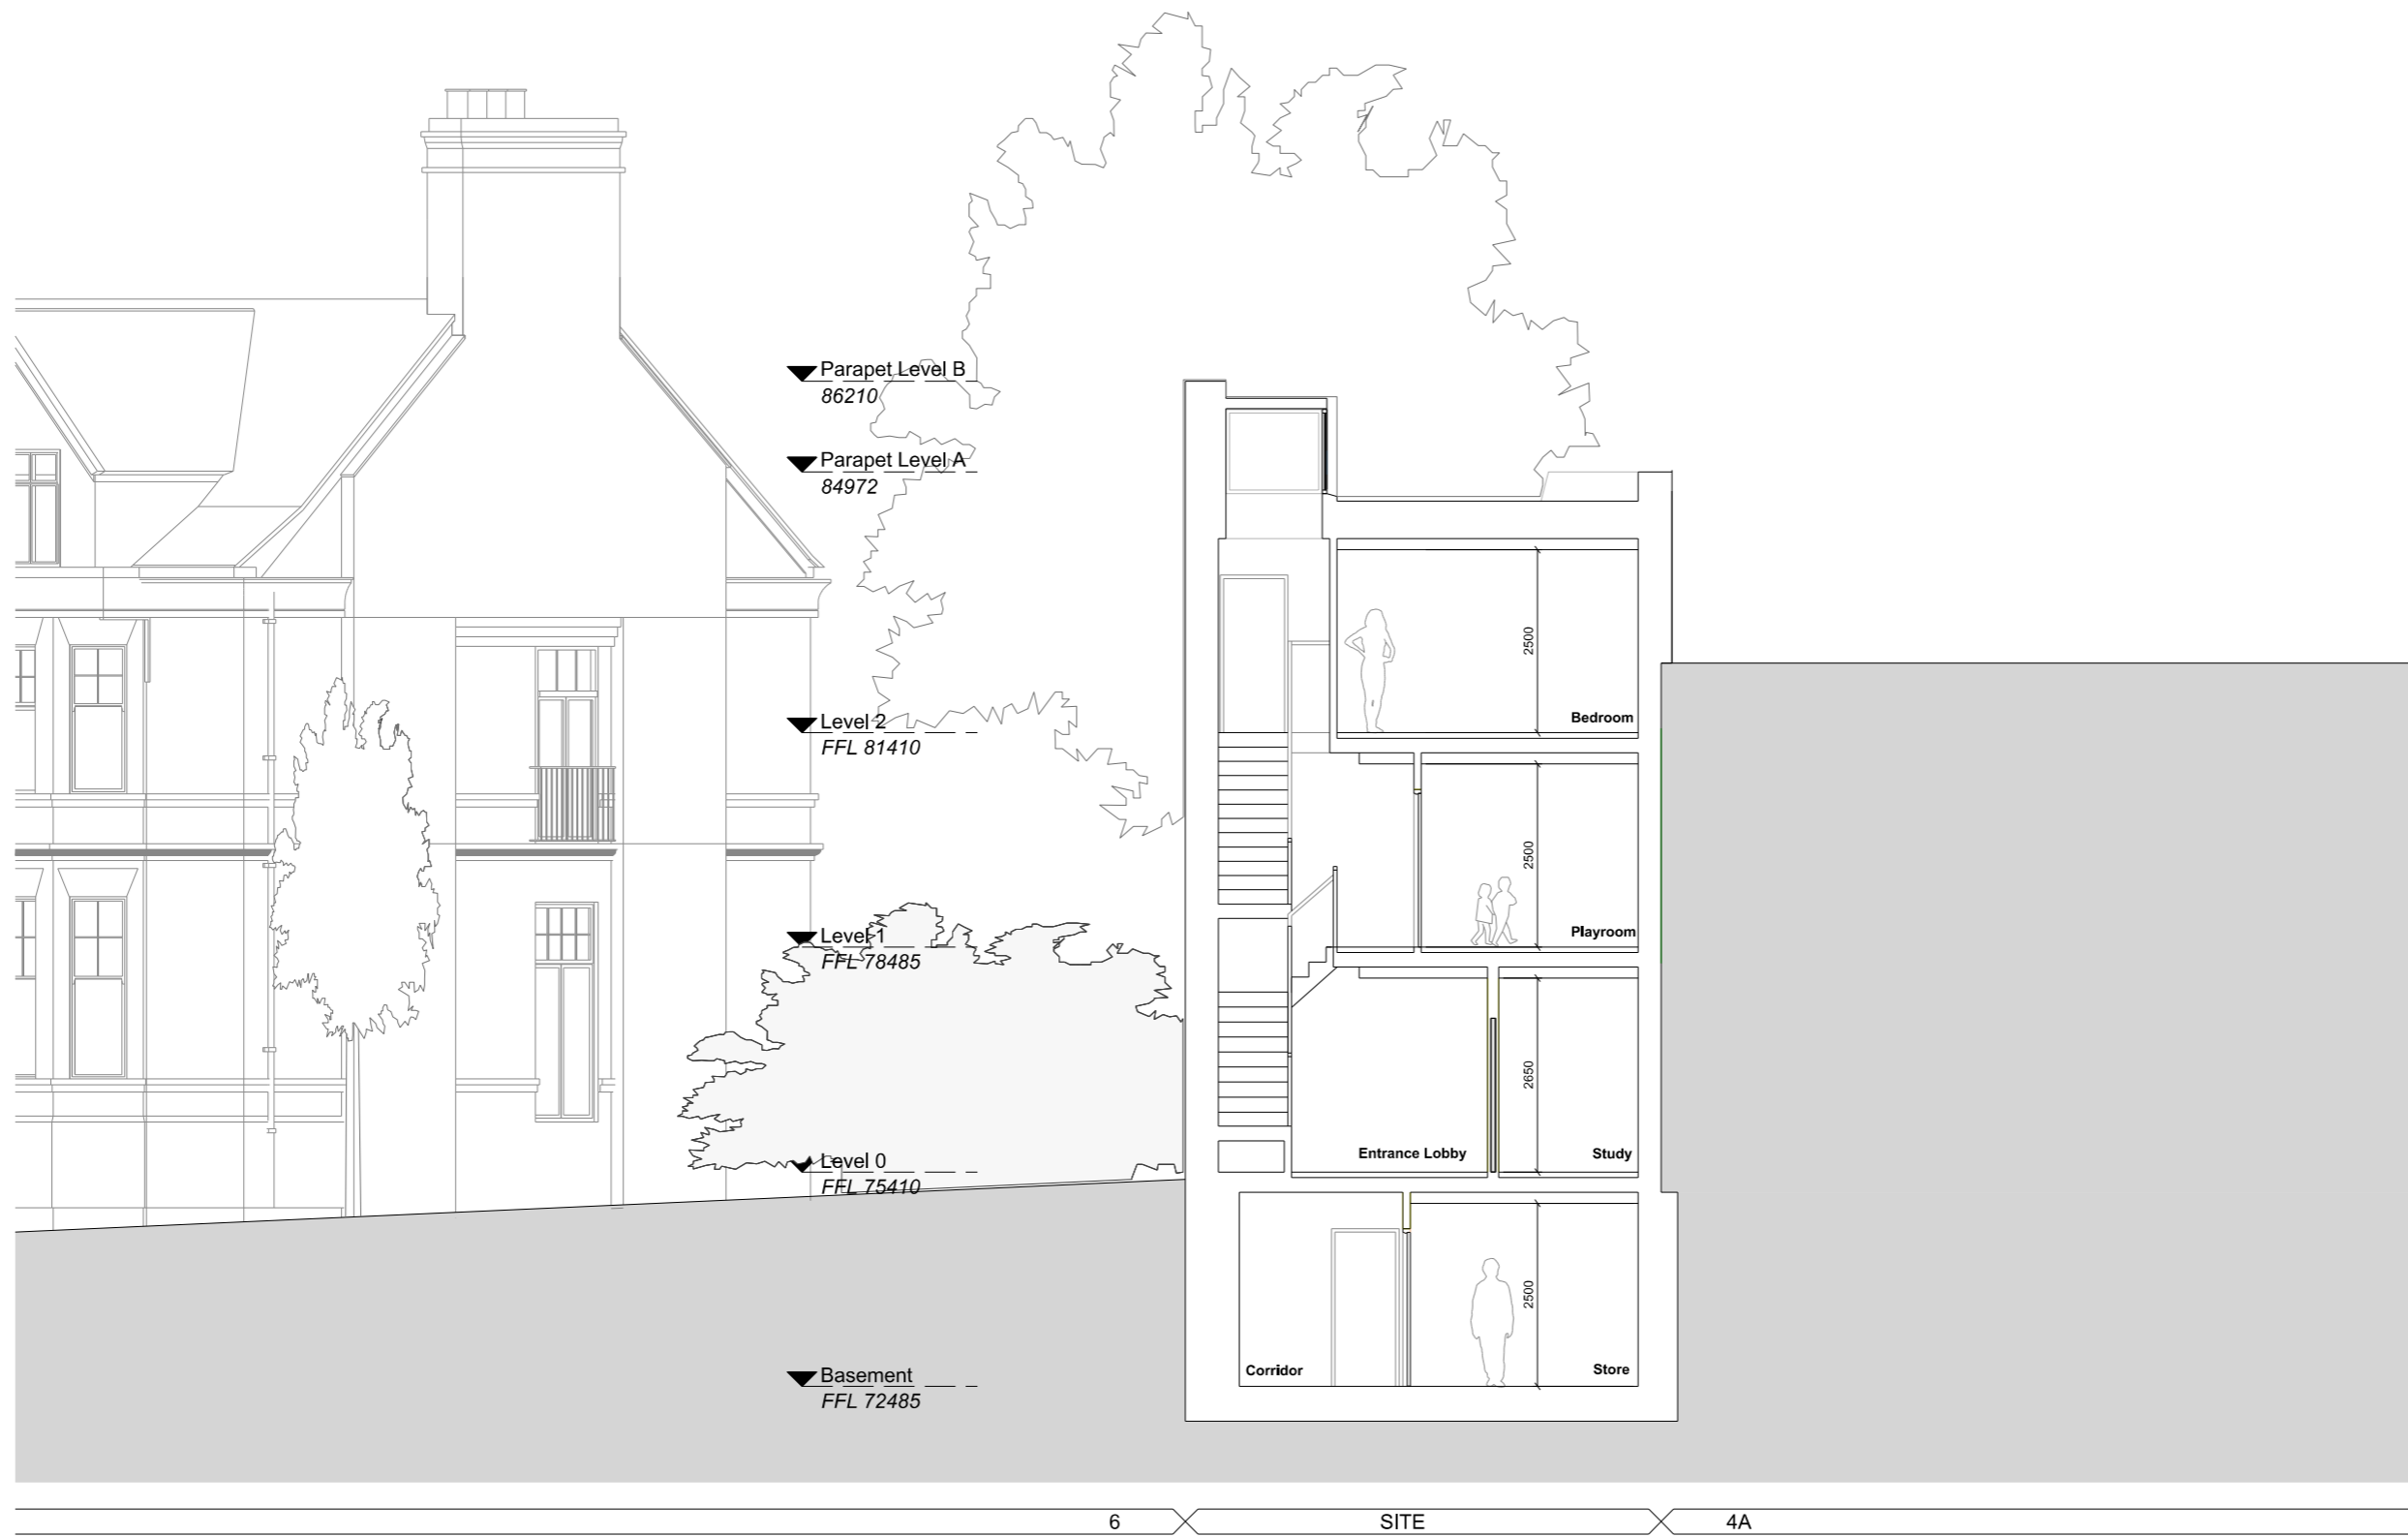 Parapet Level B
86210
Parapet Level A
84972
2500
Bedroom
Level 2
FFL 81410
2500
Playroom
Level 1
FFL 78485
2650
Entrance Lobby
Study
Level 0
FFL 75410
2500
Corridor
Store
Basement
FFL 72485
6
SITE
4A